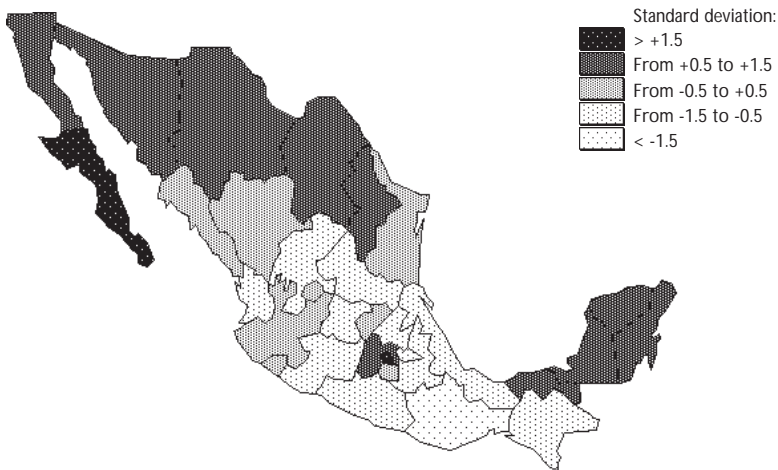 Standard deviation:
> +1.5
From +0.5 to +1.5
From -0.5 to +0.5
From -1.5 to -0.5
< -1.5